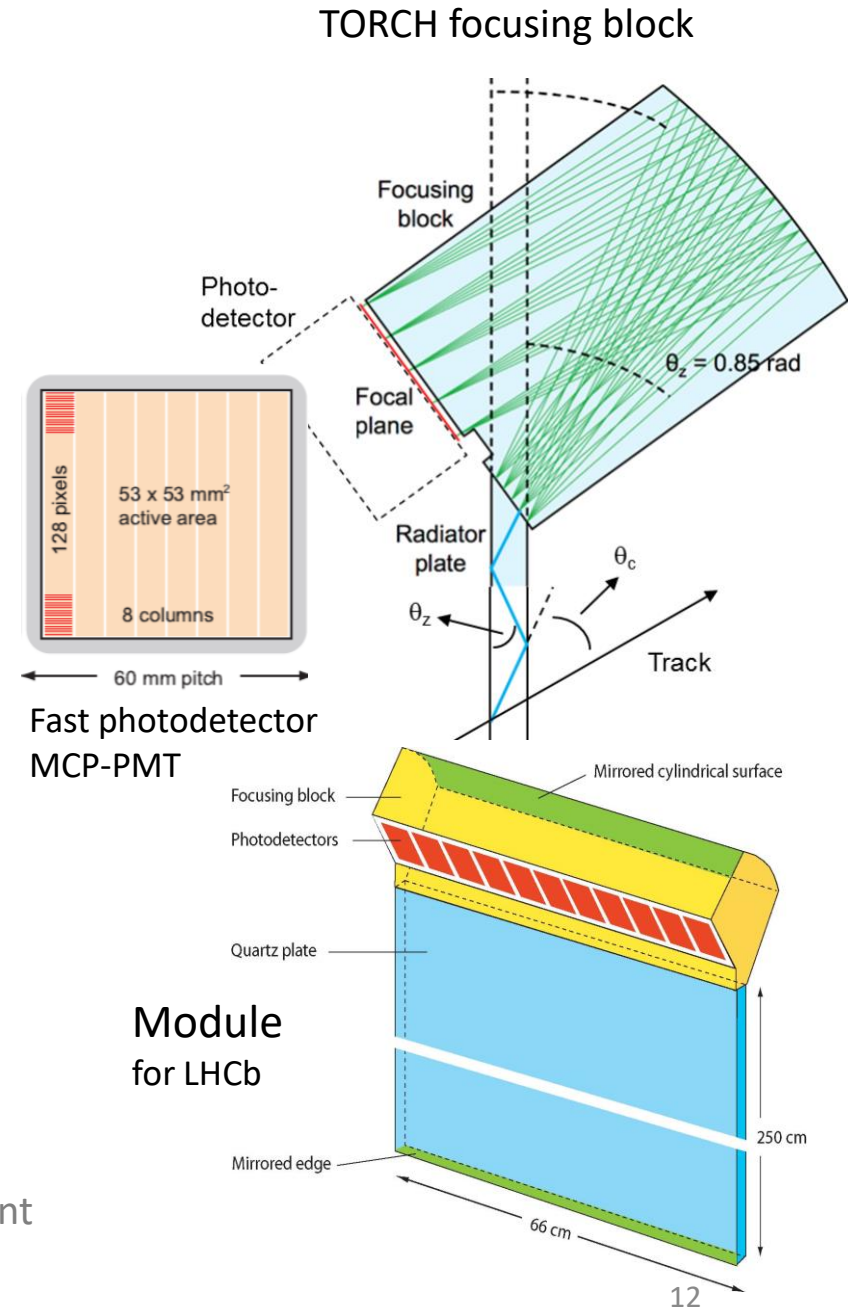 TORCH focusing block
Focusing
block
Photo-
detector
θz = 0.85 rad
Focal
plane
128 pixels
53 x 53 mm²
active area
8 columns
60 mm pitch
Radiator
plate
θc
θz
Track
Fast photodetector
MCP-PMT
Mirrored cylindrical surface
Focusing block
Photodetectors
Quartz plate
Module
for LHCb
250 cm
Mirrored edge
66 cm
nt
12